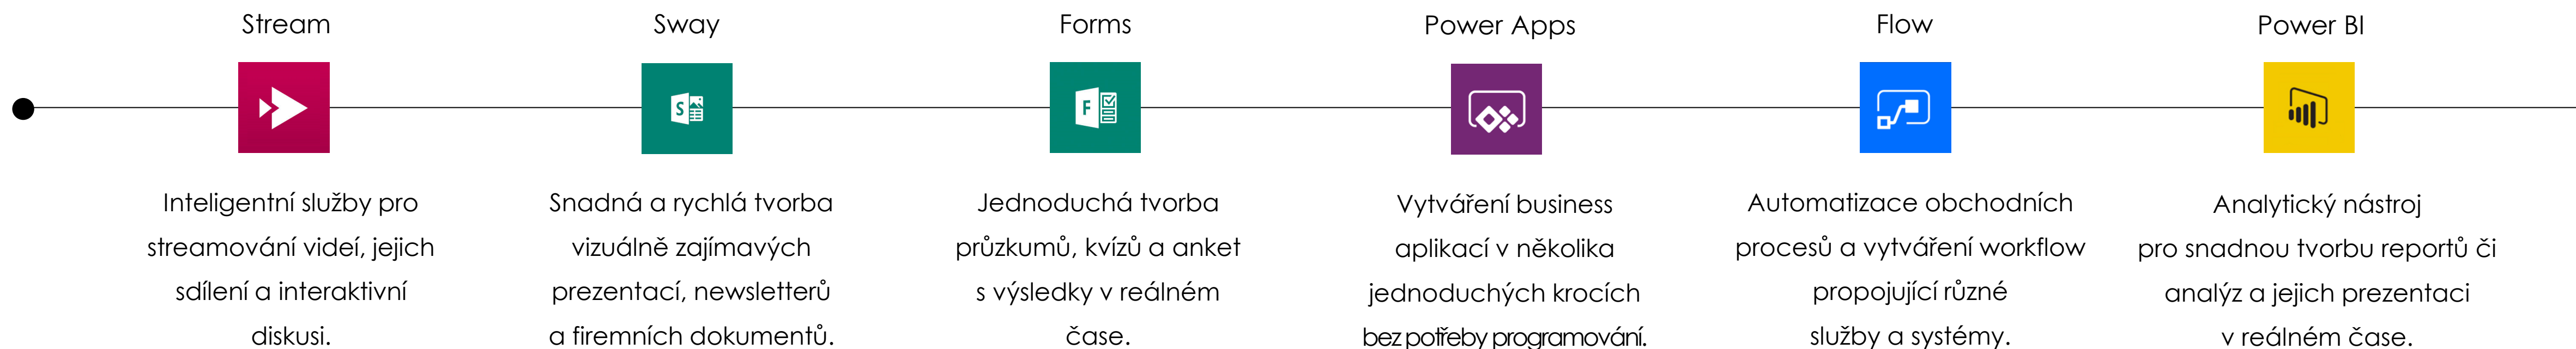 Stream
Inteligentní služby pro
streamování videí, jejich
sdílení a interaktivní
diskusi.
Sway
S
Snadná a rychlá tvorba
vizuálně zajímavých
prezentací, newsletterů
a firemních dokumentů.
Forms
F
Jednoduchá tvorba
průzkumů, kvízů a anket
s výsledky v reálném
čase.
Power Apps
Vytváření business
aplikací v několika
jednoduchých krocích
bez potřeby programování.
Flow
Automatizace obchodních
procesů a vytváření workflow
propojující různé
služby a systémy.
Power BI
Analytický nástroj
pro snadnou tvorbu reportů či
analýz a jejich prezentaci
v reálném čase.